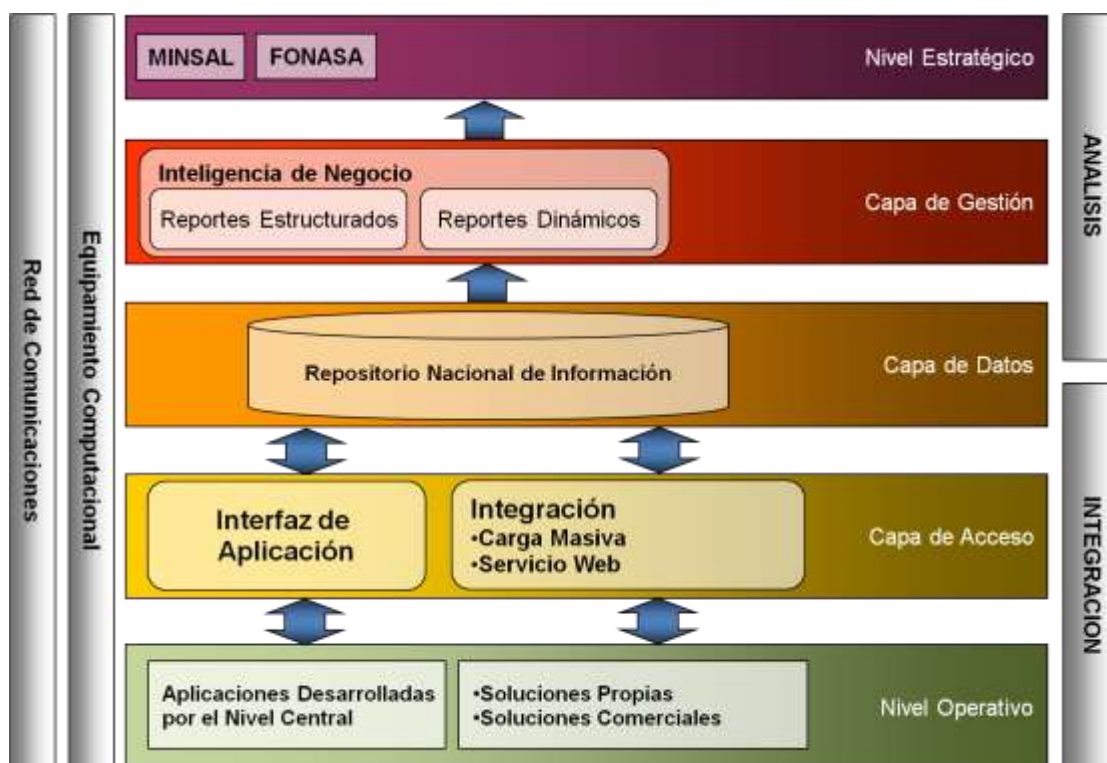 Red de Comunicaciones
Equipamiento Computacional
MINSAL
FONASA
Nivel Estratégico
Inteligencia de Negocio
Reportes Estructurados
Reportes Dinámicos
Capa de Gestión
Repositorio Nacional de Información
Capa de Datos
Interfaz de
Aplicación
Integración
•Carga Masiva
•Servicio Web
Capa de Acceso
Aplicaciones Desarrolladas
por el Nivel Central
•Soluciones Propias
•Soluciones Comerciales
Nivel Operativo
ANALISIS
INTEGRACION